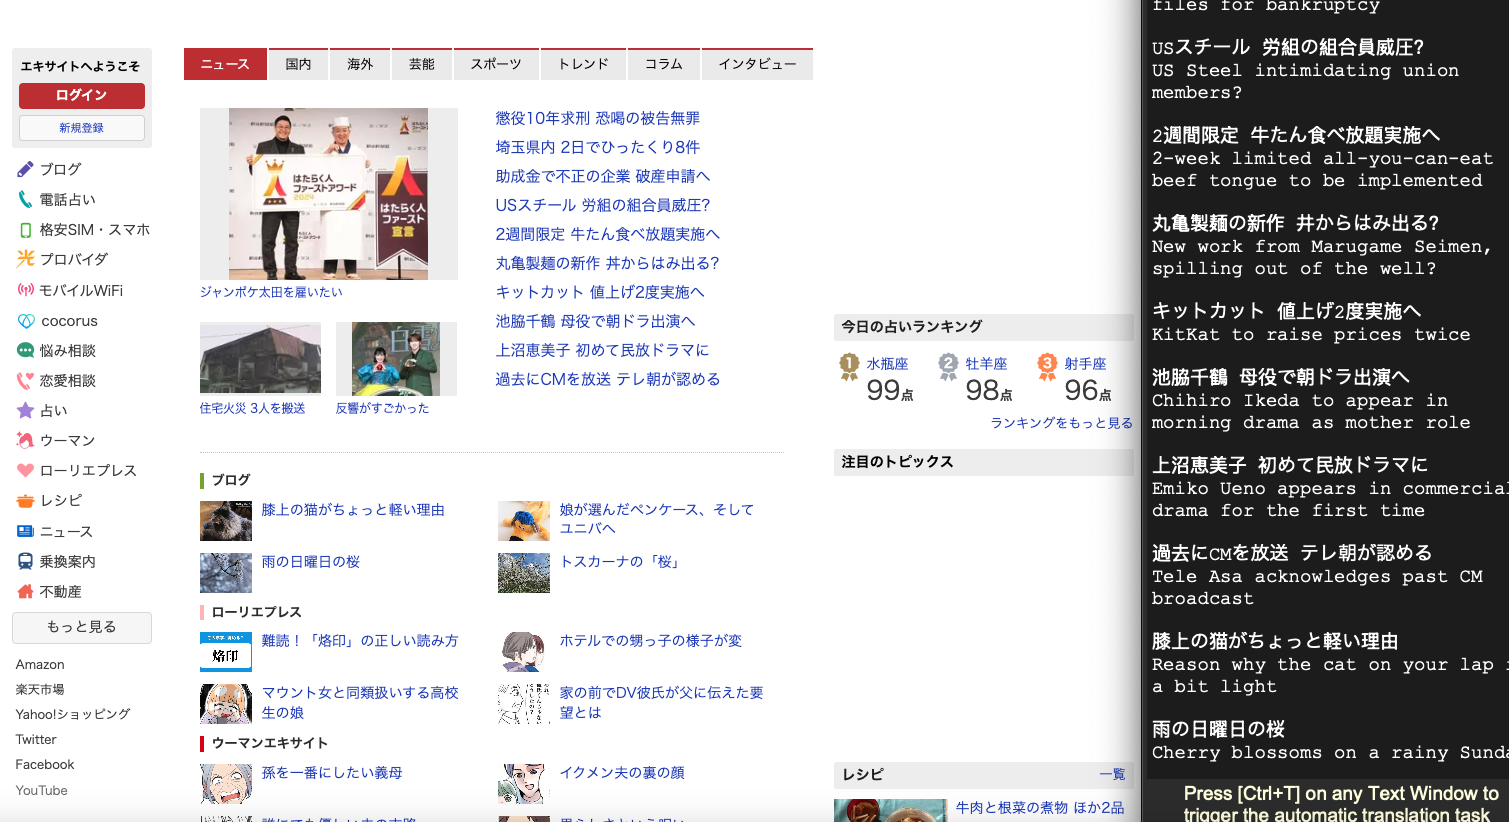 エキサイトへようこそ
ログイン
新規登録
ブログ
電話占い
格安SIM・スマホ
プロバイダ
モバイルWiFi
cocorus
悩み相談
恋愛相談
占い
ウーマン
ローリエプレス
レシピ
ニュース
乗換案内
不動産
もっと見る
Amazon
楽天市場
Yahoo!ショッピング
Twitter
Facebook
YouTube
ニュース
国内
海外
芸能
スポーツ
トレンド
コラム
インタビュー
はたらく人
ファーストアワード
2024
はたらく人
ファースト
宣言
ジャンポケ太田を雇いたい
住宅火災 3人を搬送
反響がすごかった
懲役10年求刑 恐喝の被告無罪
埼玉県内 2日でひったくり8件
助成金で不正の企業 破産申請へ
USスチール 労組の組合員威圧?
2週間限定 牛たん食べ放題実施へ
丸亀製麺の新作 丼からはみ出る?
キットカット 値上げ2度実施へ
池脇千鶴 母役で朝ドラ出演へ
上沼恵美子 初めて民放ドラマに
過去にCMを放送 テレ朝が認める
ブログ
膝上の猫がちょっと軽い理由
娘が選んだペンケース、そして
ユニバへ
雨の日曜日の桜
トスカーナの「桜」
ローリエプレス
烙印
難読！「烙印」の正しい読み方
ホテルでの甥っ子の様子が変
マウント女と同類扱いする高校
生の娘
家の前でDV彼氏が父に伝えた要
望とは
ウーマンエキサイト
孫を一番にしたい義母
イケメン夫の裏の顔
今日の占いランキング
1
水瓶座
99点
2
牡羊座
98点
3
射手座
96点
ランキングをもっと見る
注目のトピックス
レシピ
一覧
牛肉と根菜の煮物 ほか2品
files for bankruptcy
USスチール 労組の組合員威圧?
US Steel intimidating union
members?
2週間限定 牛たん食べ放題実施へ
2-week limited all-you-can-eat
beef tongue to be implemented
丸亀製麺の新作 井からはみ出る?
New work from Marugame Seimen,
spilling out of the well?
キットカット 値上げ2度実施へ
KitKat to raise prices twice
池脇千鶴 母役で朝ドラ出演へ
Chihiro Ikeda to appear in
morning drama as mother role
上沼恵美子 初めて民放ドラマに
Emiko Ueno appears in commercial
drama for the first time
過去にCMを放送 テレ朝が認める
Tele Asa acknowledges past CM
broadcast
膝上の猫がちょっと軽い理由
Reason why the cat on your lap
a bit light
雨の日曜日の桜
Cherry blossoms on a rainy
Press [Ctrl+T] on any Text Window to
trigger the automatic translation task